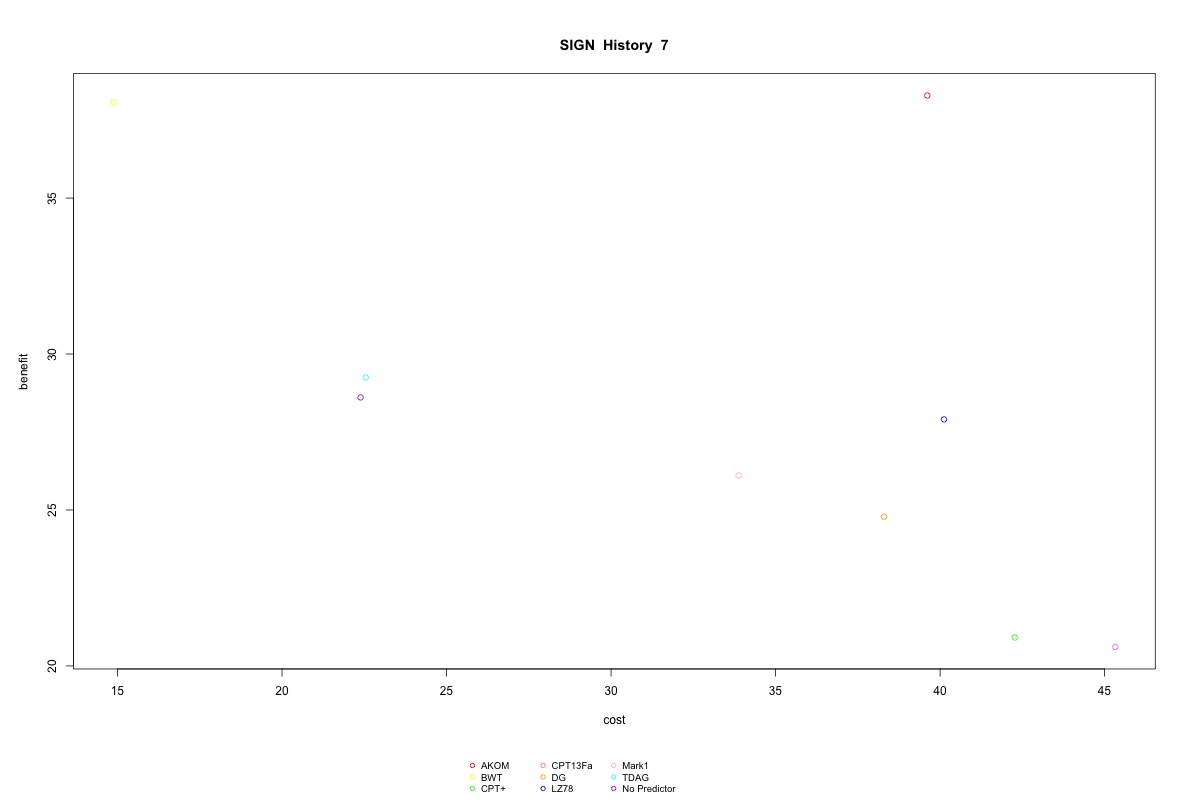 SIGN History 7
benefit
35
30
25
20
15 20 25 30 35 40 45
cost
AKOM CPT13Fa Mark1
BWT DG TDAG
CPT+ LZ78 No Predictor